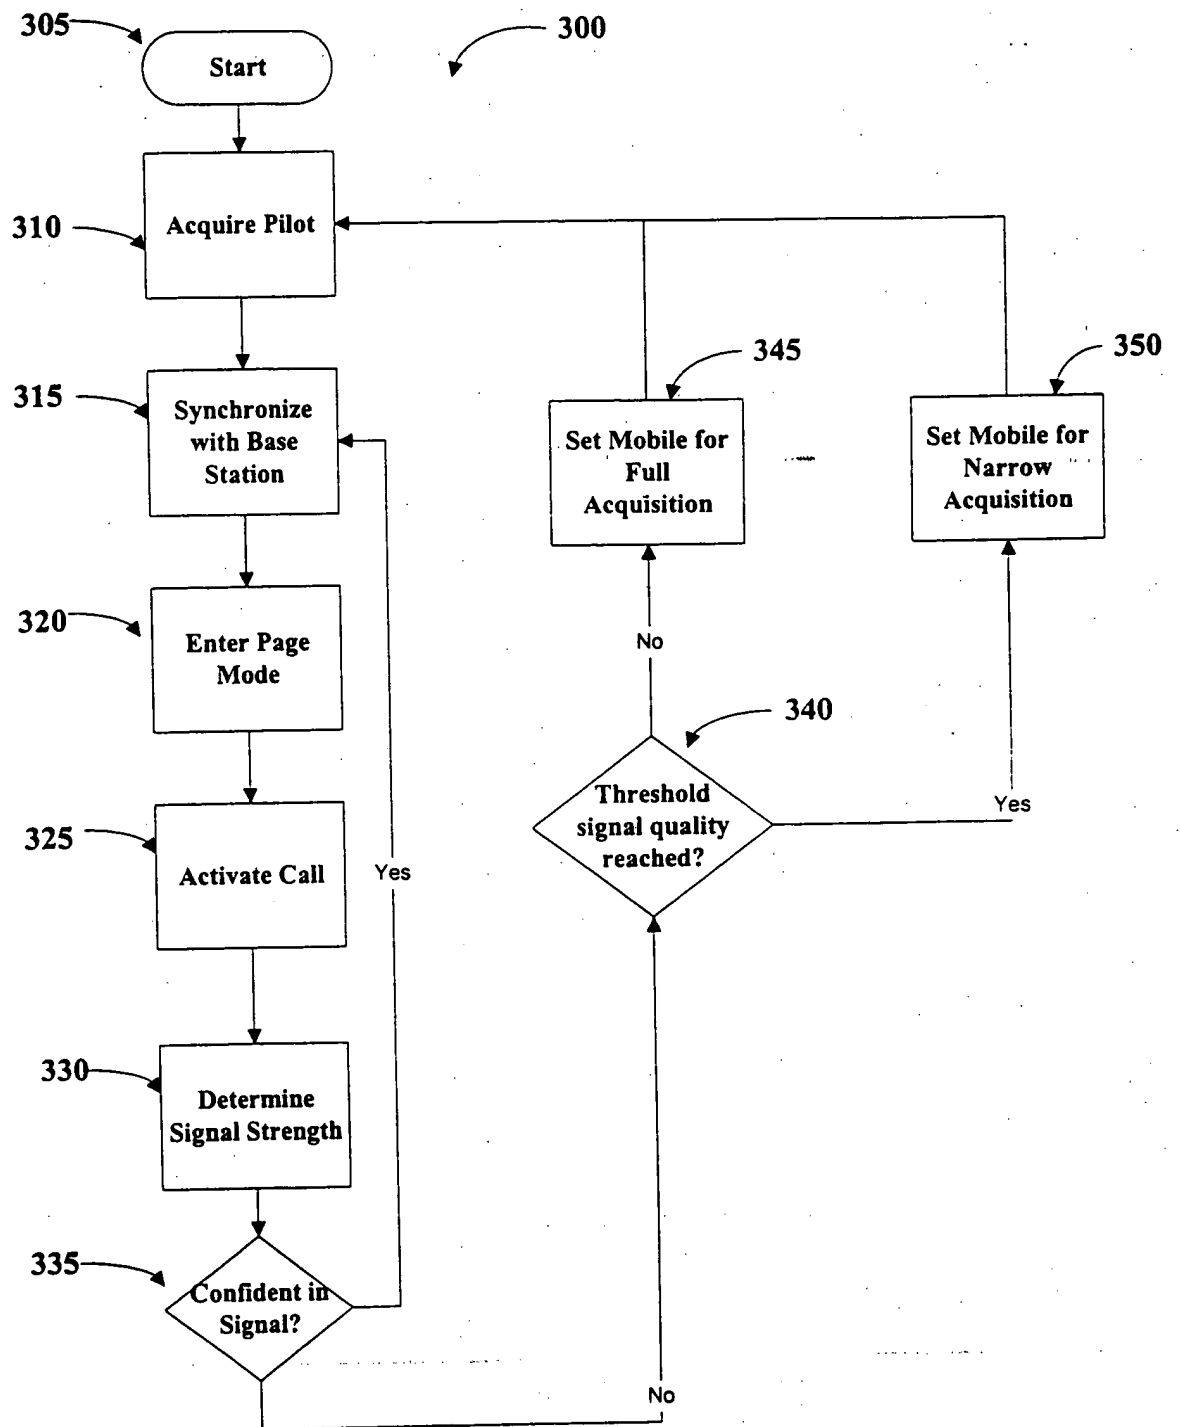 305
Start
300
310
Acquire Pilot
315
Synchronize
with Base
Station
345
Set Mobile for
Full
Acquisition
350
Set Mobile for
Narrow
Acquisition
320
Enter Page
Mode
No
340
Threshold
signal quality
reached?
Yes
325
Activate Call
Yes
330
Determine
Signal Strength
335
Confident in
Signal?
No